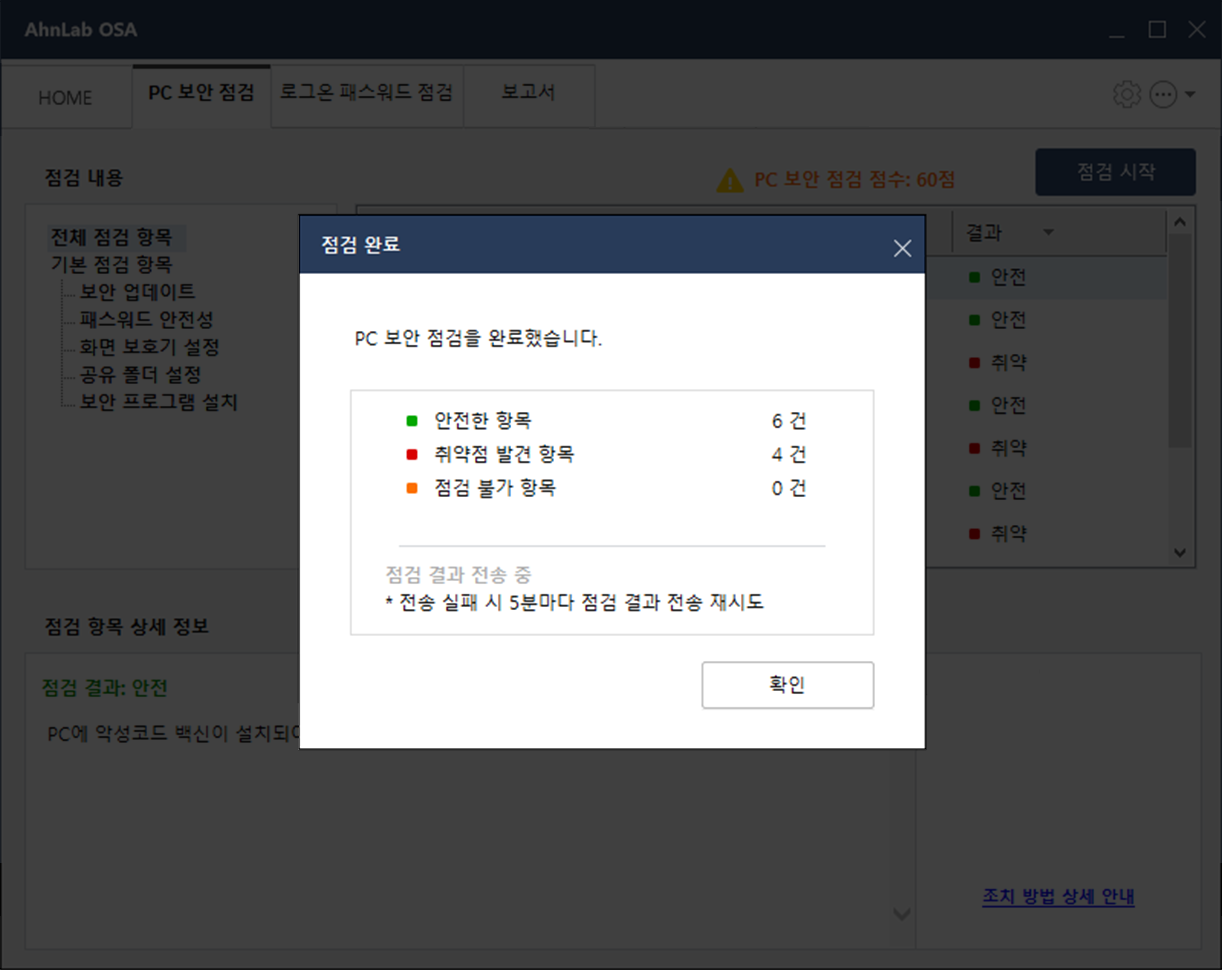 AhnLab OSA
HOME
PC 보안 점검
로그온 패스워드 점검
보고서
점검 내용
PC 보안 점검 점수: 60점
점검 시작
전체 점검 항목
기본 점검 항목
보안 업데이트
패스워드 안전성
화면 보호기 설정
공유 폴더 설정
보안 프로그램 설치
결과
안전
안전
취약
안전
취약
안전
취약
점검 완료
PC 보안 점검을 완료했습니다.
안전한 항목 6 건
취약점 발견 항목 4 건
점검 불가 항목 0 건
점검 결과 전송 중
* 전송 실패 시 5분마다 점검 결과 전송 재시도
확인
점검 항목 상세 정보
점검 결과: 안전
PC에 악성코드 백신이
조치 방법 상세 안내